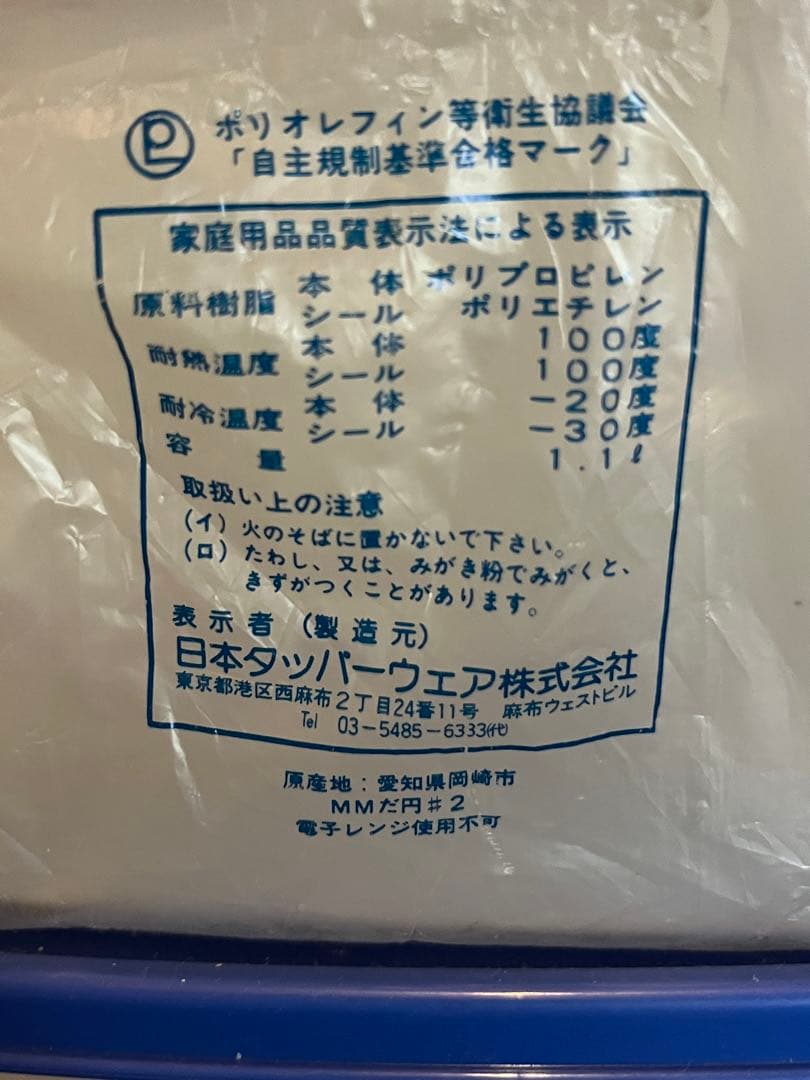 PL ポリオレフィン等衛生協議会
「自主規制基準合格マーク」
家庭用品品質表示法による表示
原料樹脂 本体 ポリプロピレン
シール ポリエチレン
耐熱温度 本体 100度
シール 100度
耐冷温度 本体 −20度
シール −30度
容量 1.1ℓ
取扱い上の注意
(イ) 火のそばに置かないで下さい。
(ロ) たわし、又は、みがき粉でみがくと、
きずがつくことがあります。
表示者 (製造元)
日本タッパーウェア株式会社
東京都港区西麻布2丁目24番11号 麻布ウェストビル
Tel 03−5485−6333㈹
原産地:愛知県岡崎市
MMだ円#2
電子レンジ使用不可